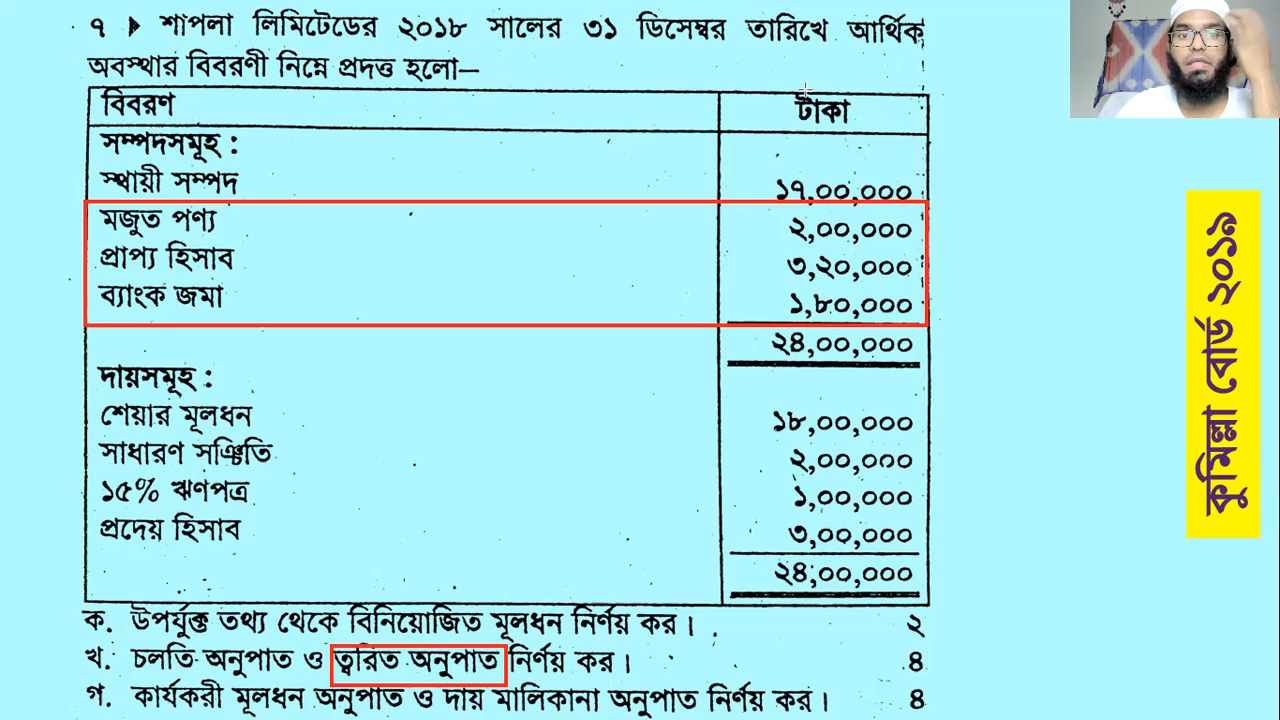 ৭ ▶ শাপলা লিমিটেডের ২০১৮ সালের ৩১ ডিসেম্বর তারিখে আর্থিক
অবস্থার বিবরণী নিম্নে প্রদত্ত হলো—
বিবরণ টাকা
সম্পদসমূহ :
স্থায়ী সম্পদ ১৭,০০,০০০
মজুত পণ্য ২,০০,০০০
প্রাপ্য হিসাব ৩,২০,০০০
ব্যাংক জমা ১,৮০,০০০
২৪,০০,০০০
দায়সমূহ :
শেয়ার মূলধন ১৮,০০,০০০
সাধারণ সঞ্চিতি ২,০০,০০০
১৫% ঋণপত্র ১,০০,০০০
প্রদেয় হিসাব ৩,০০,০০০
২৪,০০,০০০
ক. উপর্যুক্ত তথ্য থেকে বিনিয়োজিত মূলধন নির্ণয় কর। ২
খ. চলতি অনুপাত ও ত্বরিত অনুপাত নির্ণয় কর। ৪
গ. কার্যকরী মূলধন অনুপাত ও দায় মালিকানা অনুপাত নির্ণয় কর। ৪
কুমিল্লা বোর্ড ২০১৯